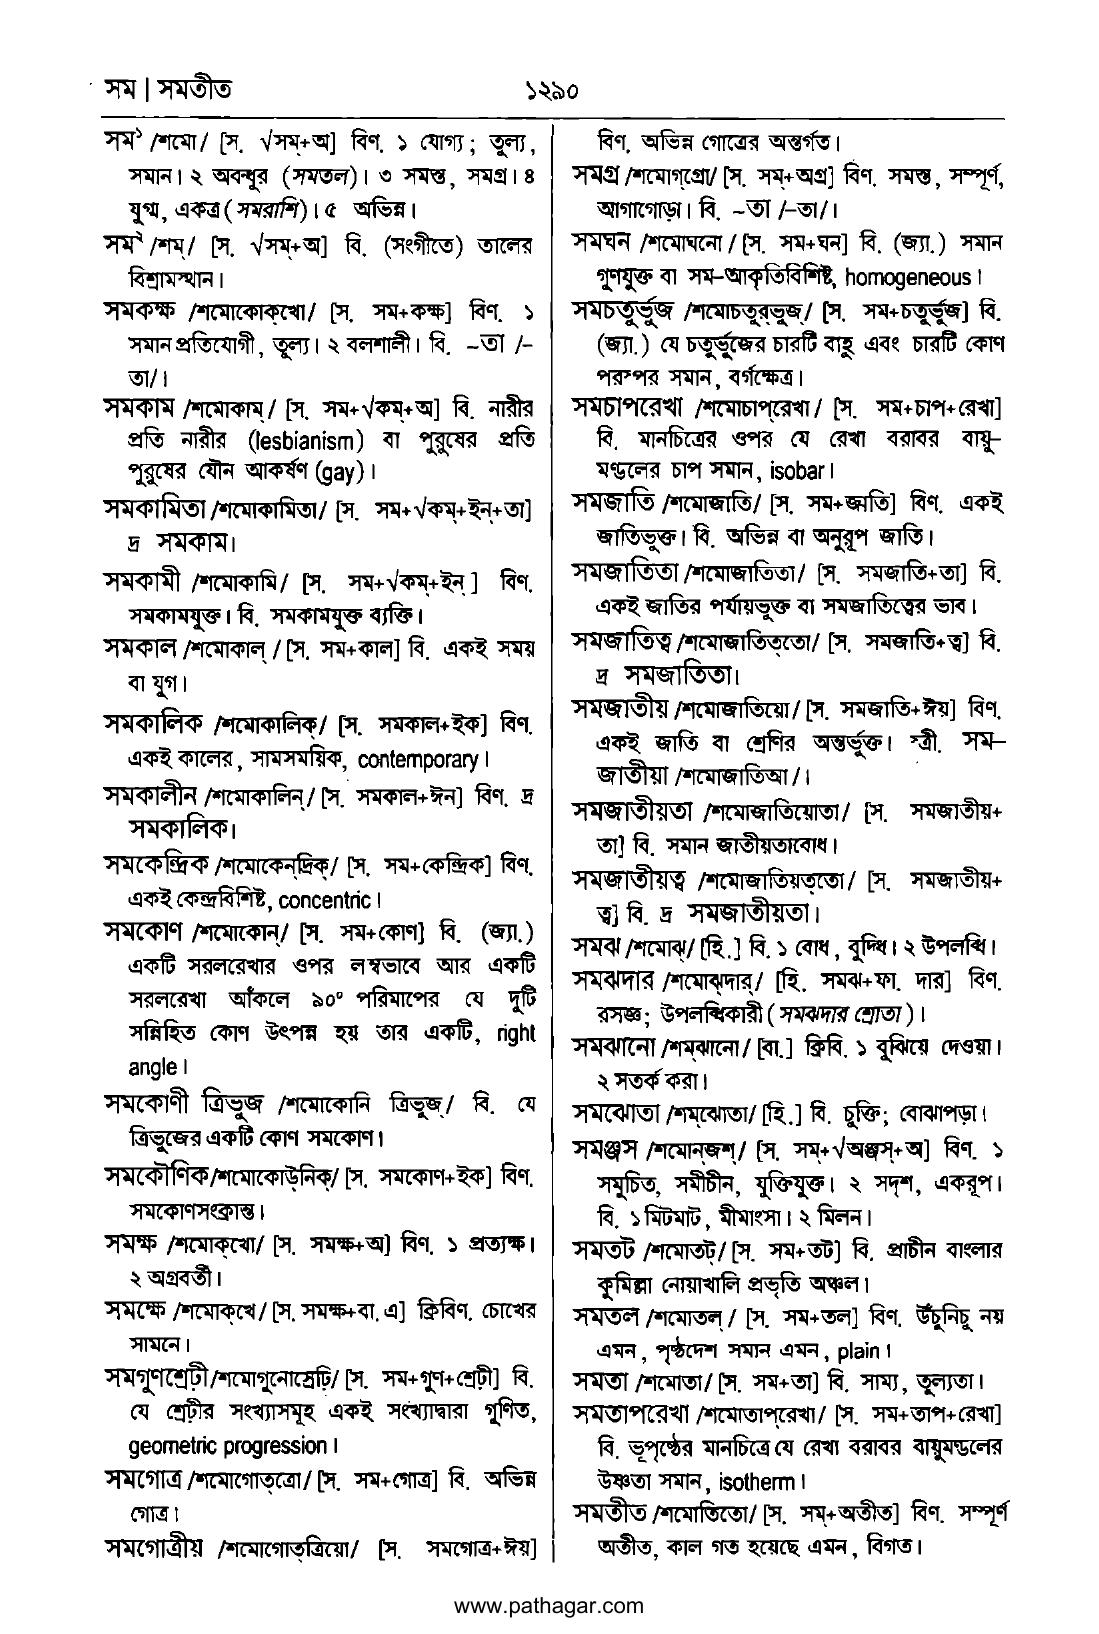 সম | সমতীত
১২৯০
সম১ /শমো/ [স. √সম্+অ] বিণ. ১ যোগ্য; তুল্য,
সমান। ২ অবন্ধুর (সমতল)। ৩ সমস্ত, সমগ্র। ৪
যুগ্ম, একত্র (সমরাশি)। ৫ অভিন্ন।
সম২ /শম্/ [স. √সম্+অ] বি. (সংগীতে) তালের
বিশ্রামস্থান।
সমকক্ষ /শমোকোক্‌খো/ [স. সম+কক্ষ] বিণ. ১
সমান প্রতিযোগী, তুল্য। ২ বলশালী। বি. –তা /–
তা/।
সমকাম /শমোকাম্/ [স. সম+√কম্+অ] বি. নারীর
প্রতি নারীর (lesbianism) বা পুরুষের প্রতি
পুরুষের যৌন আকর্ষণ (gay)।
সমকামিতা /শমোকামিতা/ [স. সম+√কম্+ইন্+তা]
দ্র সমকাম।
সমকামী /শমোকামি/ [স. সম+√কম্+ইন্ ] বিণ.
সমকামযুক্ত। বি. সমকামযুক্ত ব্যক্তি।
সমকাল /শমোকাল্ / [স. সম+কাল] বি. একই সময়
বা যুগ।
সমকালিক /শমোকালিক্/ [স. সমকাল+ইক] বিণ.
একই কালের, সামসময়িক, contemporary।
সমকালীন /শমোকালিন্/ [স. সমকাল+ঈন] বিণ. দ্র
সমকালিক।
সমকেন্দ্রিক /শমোকেন্‌দ্রিক্/ [স. সম+কেন্দ্রিক] বিণ.
একই কেন্দ্রবিশিষ্ট, concentric।
সমকোণ /শমোকোন্/ [স. সম+কোণ] বি. (জ্যা.)
একটি সরলরেখার ওপর লম্বভাবে আর একটি
সরলরেখা আঁকলে ৯০° পরিমাপের যে দুটি
সন্নিহিত কোণ উৎপন্ন হয় তার একটি, right
angle।
সমকোণী ত্রিভুজ /শমোকোনি ত্রিভুজ্/ বি. যে
ত্রিভুজের একটি কোণ সমকোণ।
সমকৌণিক/শমোকোউ্‌নিক্/ [স. সমকোণ+ইক] বিণ.
সমকোণসংক্রান্ত।
সমক্ষ /শমোক্‌খো/ [স. সমক্ষ+অ] বিণ. ১ প্রত্যক্ষ।
২ অগ্রবর্তী।
সমক্ষে /শমোক্‌খে/ [স. সমক্ষ+বা. এ] ক্রিবিণ. চোখের
সামনে।
সমগুণশ্রেঢ়ী/শমোগুনোস্রেঢ়ি/ [স. সম+গুণ+শ্রেঢ়ী] বি.
যে শ্রেঢ়ীর সংখ্যাসমূহ একই সংখ্যাদ্বারা গুণিত,
geometric progression।
সমগোত্র /শমোগোত্‌ত্রো/ [স. সম+গোত্র] বি. অভিন্ন
গোত্র।
সমগোত্রীয় /শমোগোত্‌ত্রিয়ো/ [স. সমগোত্র+ঈয়]
বিণ. অভিন্ন গোত্রের অন্তর্গত।
সমগ্র /শমোগ্‌গ্রো/ [স. সম্+অগ্র] বিণ. সমস্ত, সম্পূর্ণ,
আগাগোড়া। বি. –তা /–তা/।
সমঘন /শমোঘনো / [স. সম+ঘন] বি. (জ্যা.) সমান
গুণযুক্ত বা সম–আকৃতিবিশিষ্ট, homogeneous।
সমচতুর্ভুজ /শমোচতুর্‌ভুজ্/ [স. সম+চতুর্ভুজ] বি.
(জ্যা.) যে চতুর্ভুজের চারটি বাহু এবং চারটি কোণ
পরস্পর সমান, বর্গক্ষেত্র।
সমচাপরেখা /শমোচাপ্‌রেখা/ [স. সম+চাপ+রেখা]
বি. মানচিত্রের ওপর যে রেখা বরাবর বায়ু–
মণ্ডলের চাপ সমান, isobar।
সমজাতি /শমোজাতি/ [স. সম+জাতি] বিণ. একই
জাতিভুক্ত। বি. অভিন্ন বা অনুরূপ জাতি।
সমজাতিতা /শমোজাতিতা/ [স. সমজাতি+তা] বি.
একই জাতির পর্যায়ভুক্ত বা সমজাতিত্বের ভাব।
সমজাতিত্ব /শমোজাতিত্‌তো/ [স. সমজাতি+ত্ব] বি.
দ্র সমজাতিতা।
সমজাতীয় /শমোজাতিয়ো/ [স. সমজাতি+ঈয়] বিণ.
একই জাতি বা শ্রেণির অন্তর্ভুক্ত। স্ত্রী. সম–
জাতীয়া /শমোজাতিআ /।
সমজাতীয়তা /শমোজাতিয়োতা/ [স. সমজাতীয়+
তা] বি. সমান জাতীয়তাবোধ।
সমজাতীয়ত্ব /শমোজাতিয়ত্‌তো/ [স. সমজাতীয়+
ত্ব] বি. দ্র সমজাতীয়তা।
সমঝ /শমোঝ্/ [হি.] বি. ১ বোধ, বুদ্ধি। ২ উপলব্ধি।
সমঝদার /শমোঝ্‌দার্/ [হি. সমঝ+ফা. দার] বিণ.
রসজ্ঞ; উপলব্ধিকারী (সমঝদার শ্রোতা)।
সমঝানো /শম্‌ঝানো/ [বা.] ক্রিবি. ১ বুঝিয়ে দেওয়া।
২ সতর্ক করা।
সমঝোতা /শম্‌ঝোতা/ [হি.] বি. চুক্তি; বোঝাপড়া।
সমঞ্জস /শমোন্‌জশ্/ [স. সম্+√অঞ্জস্+অ] বিণ. ১
সমুচিত, সমীচীন, যুক্তিযুক্ত। ২ সদৃশ, একরূপ।
বি. ১ মিটমাট, মীমাংসা। ২ মিলন।
সমতট /শমোতট্/ [স. সম+তট] বি. প্রাচীন বাংলার
কুমিল্লা নোয়াখালি প্রভৃতি অঞ্চল।
সমতল /শমোতল্ / [স. সম+তল] বিণ. উঁচুনিচু নয়
এমন, পৃষ্ঠদেশ সমান এমন, plain।
সমতা /শমোতা/ [স. সম+তা] বি. সাম্য, তুল্যতা।
সমতাপরেখা /শমোতাপ্‌রেখা/ [স. সম+তাপ+রেখা]
বি. ভূপৃষ্ঠের মানচিত্রে যে রেখা বরাবর বায়ুমণ্ডলের
উষ্ণতা সমান, isotherm।
সমতীত /শমোতিতো/ [স. সম্+অতীত] বিণ. সম্পূর্ণ
অতীত, কাল গত হয়েছে এমন, বিগত।
www.pathagar.com